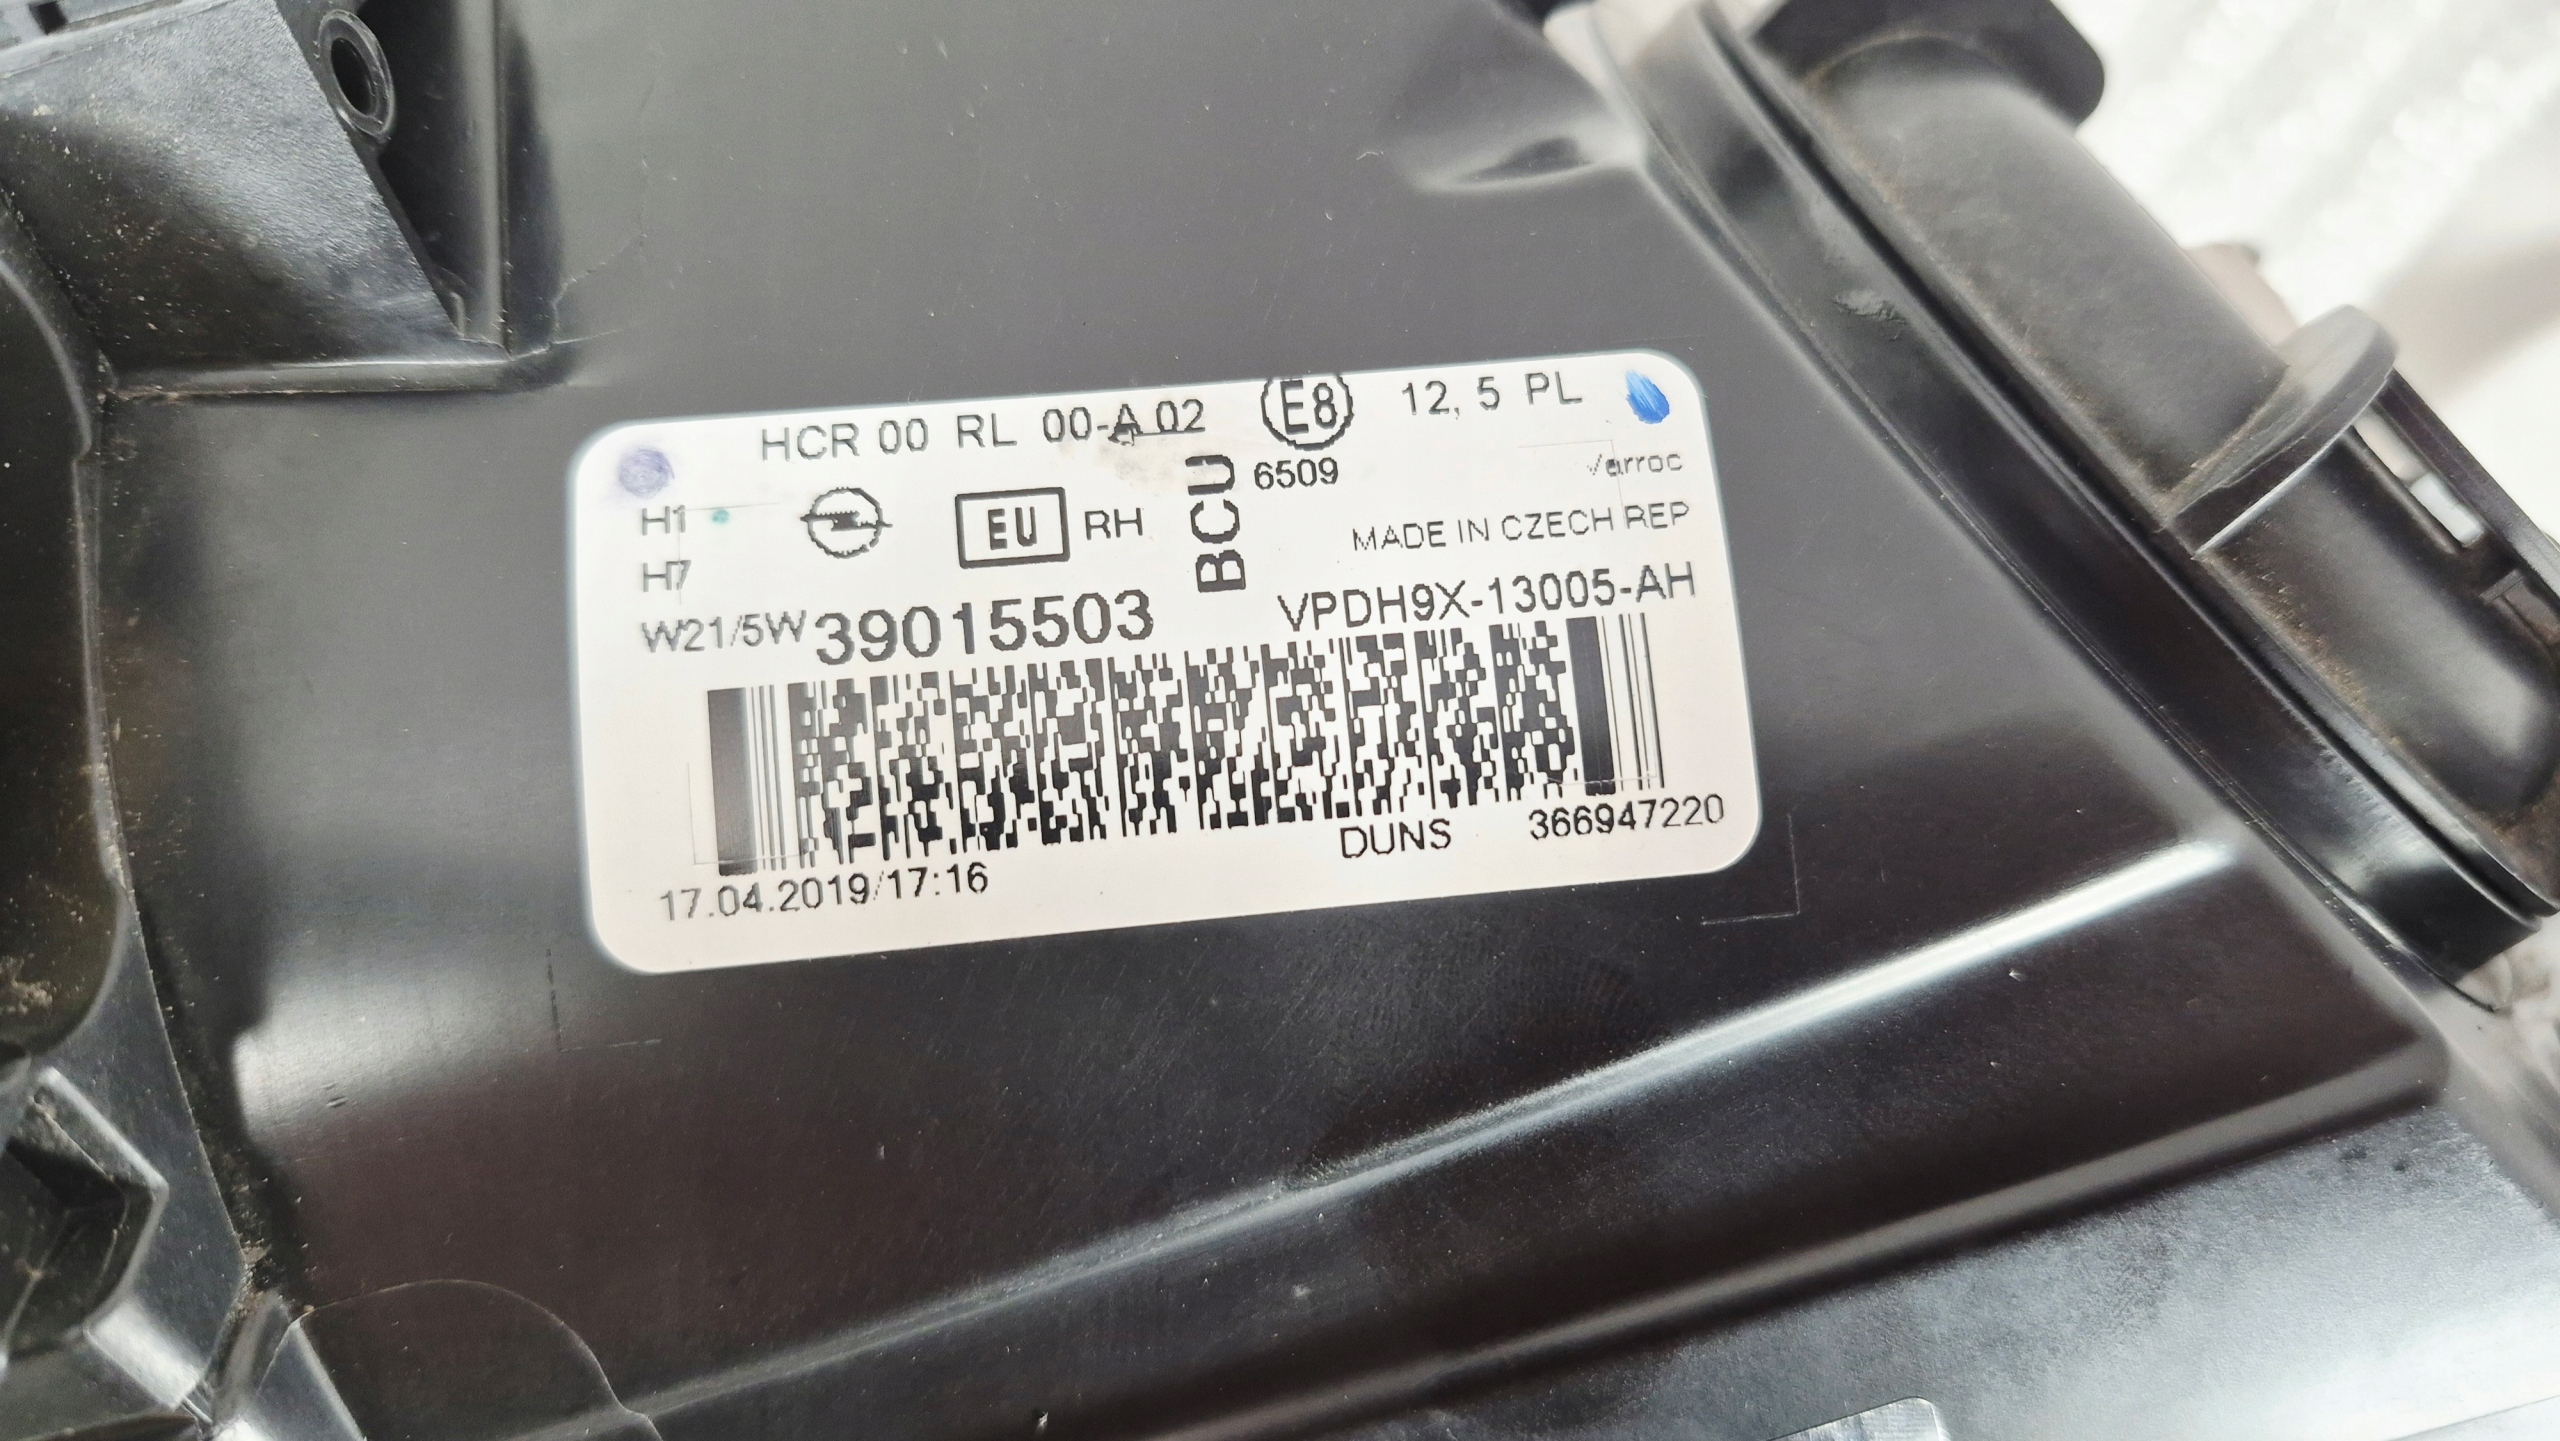 HCR 00 RL 00-A 02 E8 12, 5 PL
6509 Varroc
H1 EU RH BCU
MADE IN CZECH REP
H7
W21/5W 39015503 VPDH9X-13005-AH
DUNS 366947220
17.04.2019/17:16